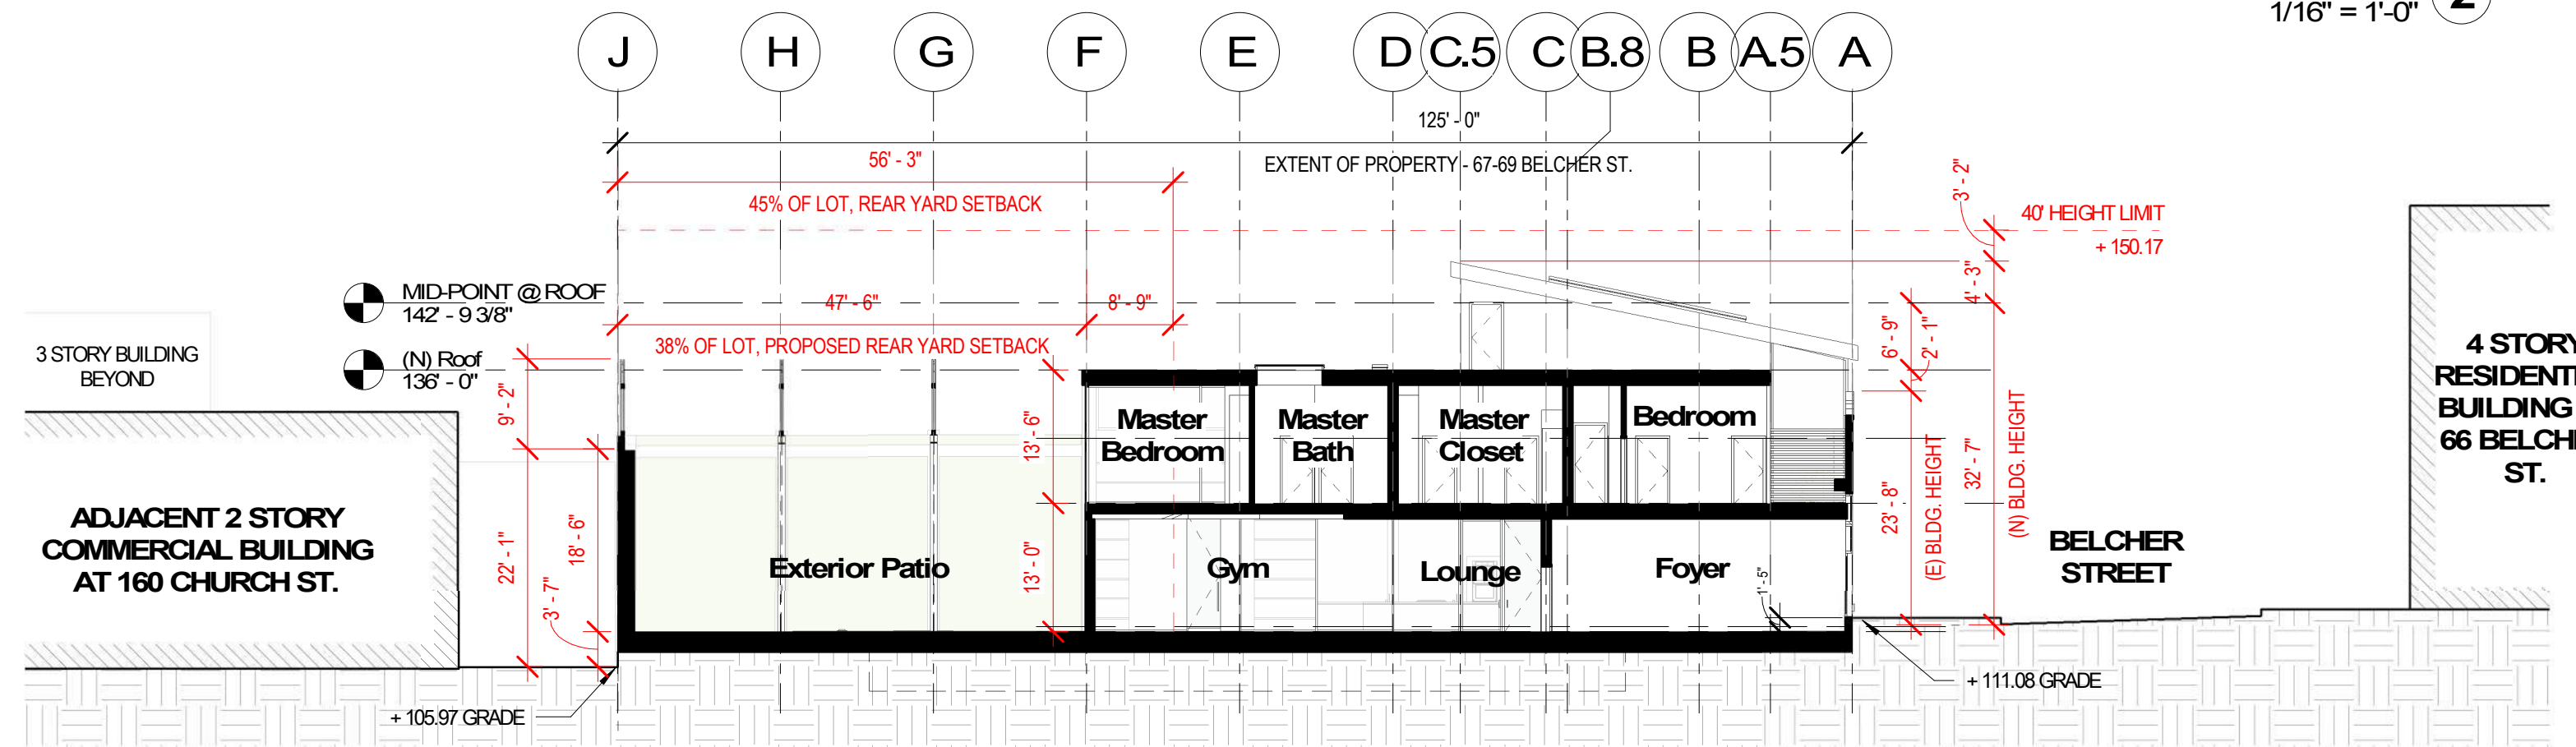 1/16" = 1'-0"
2
J H G F E D C.5 C B.8 B A.5 A
125' - 0"
EXTENT OF PROPERTY - 67-69 BELCHER ST.
56' - 3"
45% OF LOT, REAR YARD SETBACK
3' - 2"
40' HEIGHT LIMIT
+ 150.17
4' - 3"
MID-POINT @ ROOF
142' - 9 3/8"
47' - 6"
8' - 9"
38% OF LOT, PROPOSED REAR YARD SETBACK
(N) Roof
136' - 0"
6' - 9"
2' - 1"
3 STORY BUILDING
BEYOND
9' - 2"
13' - 6"
Master
Bedroom
Master
Bath
Master
Closet
Bedroom
23' - 8"
(E) BLDG. HEIGHT
32' - 7"
(N) BLDG. HEIGHT
4 STORY
RESIDENT
BUILDING
66 BELCH
ST.
ADJACENT 2 STORY
COMMERCIAL BUILDING
AT 160 CHURCH ST.
22' - 1"
18' - 6"
3' - 7"
Exterior Patio
13' - 0"
Gym
Lounge
Foyer
1' - 5"
BELCHER
STREET
+ 105.97 GRADE
+ 111.08 GRADE